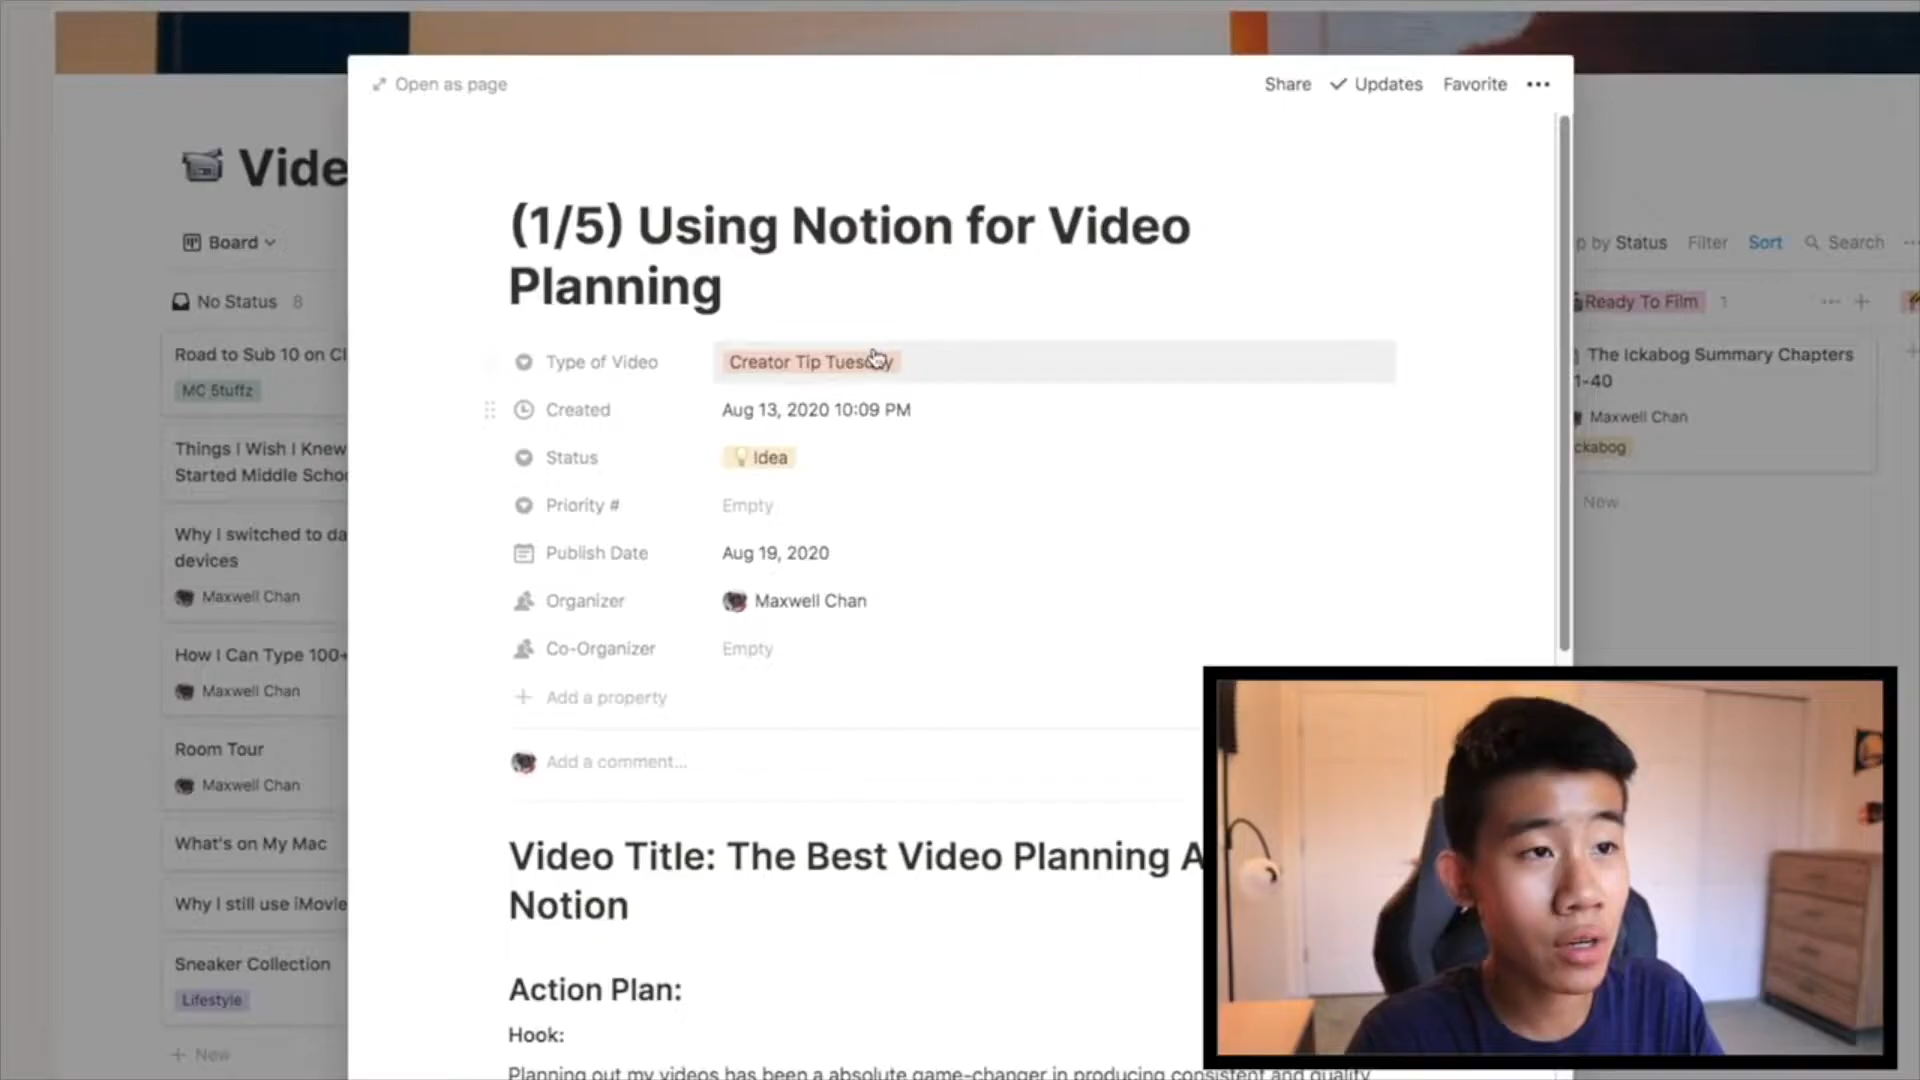 Open as page
Share
Updates
Favorite
Vide
Board
by Status
Filter
Sort
Search
No Status 8
Road to Sub 10 on
MC Stuffz
Things I Wish I Knew
Started Middle
Why I switched to
devices
Maxwell Chan
How I Can Type 100+
Maxwell Chan
Room Tour
Maxwell Chan
What's on My Mac
Why I still use iMovie
Sneaker Collection
Lifestyle
+ New
(1/5) Using Notion for Video
Planning
Type of Video
Creator Tip Tuesday
Created
Aug 13, 2020 10:09 PM
Status
Idea
Priority #
Empty
Publish Date
Aug 19, 2020
Organizer
Maxwell Chan
Co-Organizer
Empty
+ Add a property
Add a comment...
Video Title: The Best Video Planning A
Notion
Action Plan:
Hook:
Planning out my videos has been a absolute game-changer in producing consistent and quality
Ready To Film 1
The Ickabog Summary Chapters
1-40
Maxwell Chan
ckabog
New